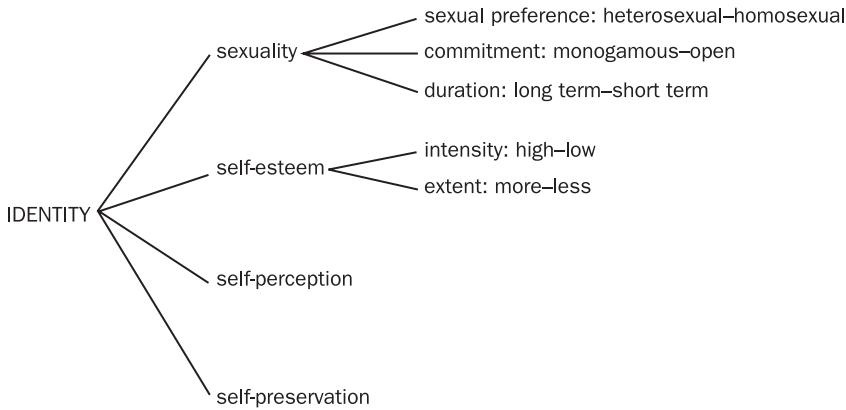 sexual preference: heterosexual–homosexual
sexuality
commitment: monogamous–open
duration: long term–short term
intensity: high–low
self-esteem
extent: more–less
IDENTITY
self-perception
self-preservation